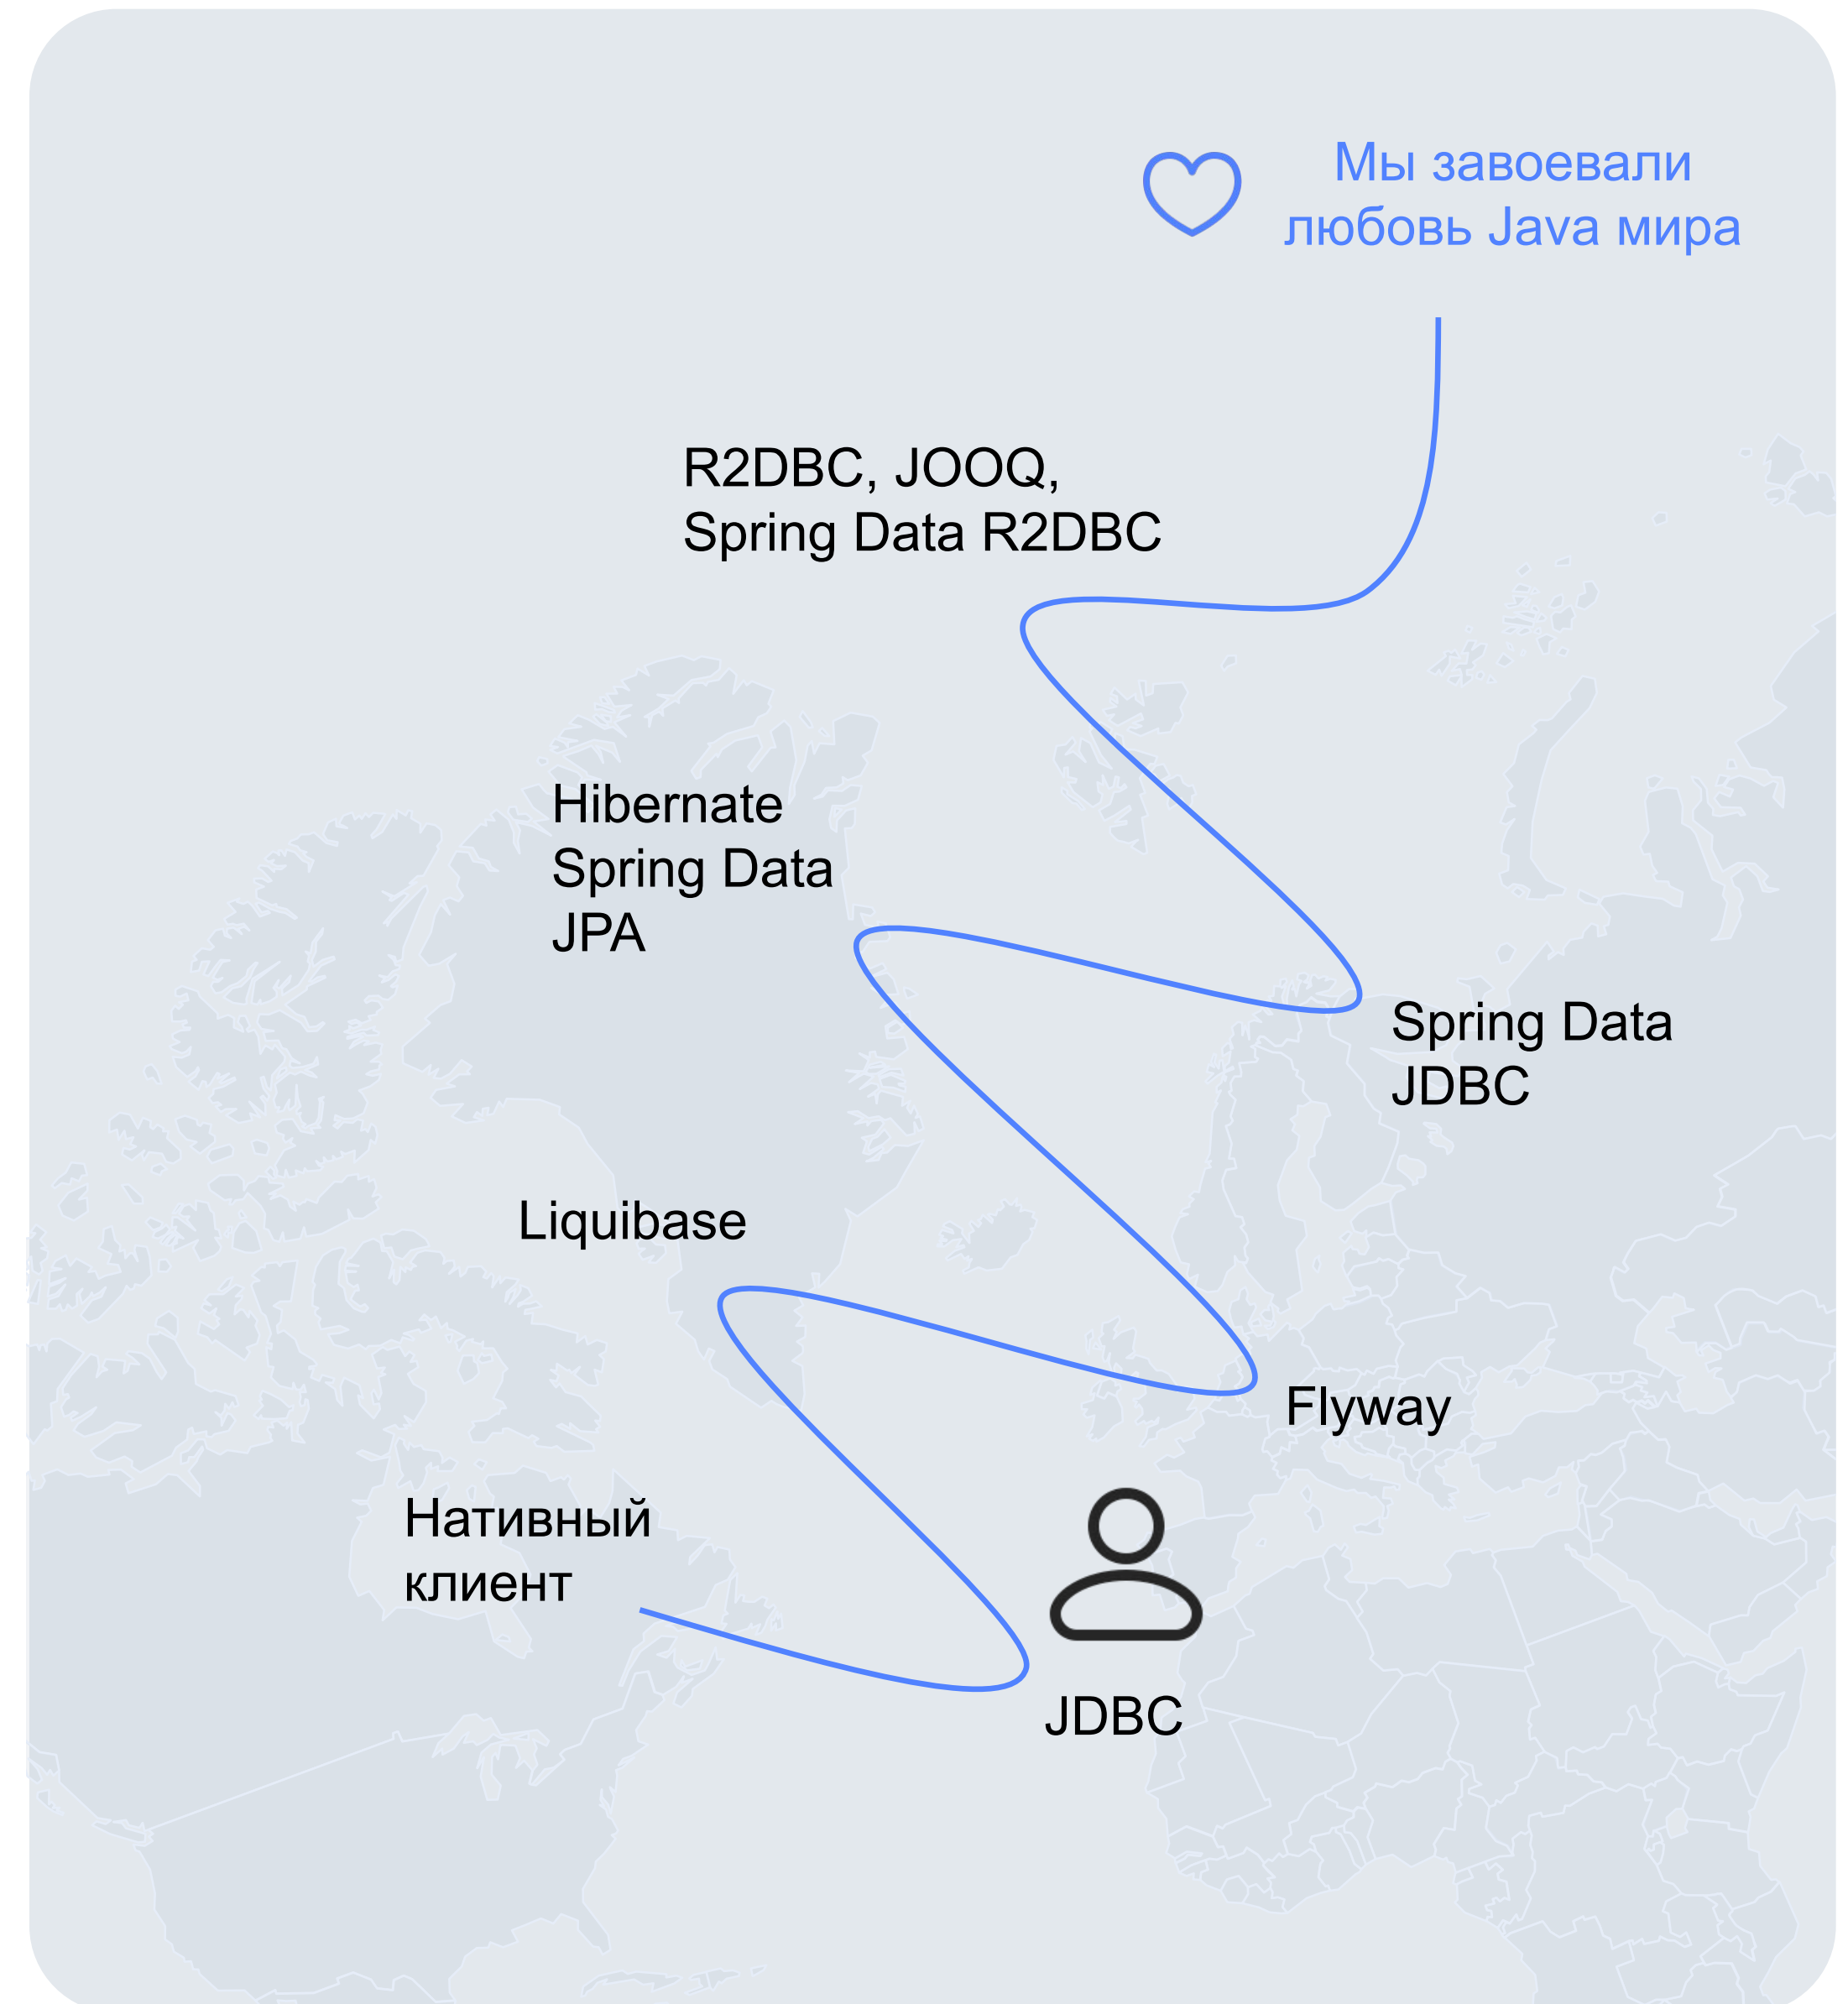 Мы завоевали
любовь Java мира
R2DBC, JOOQ,
Spring Data R2DBC
Hibernate
Spring Data
JPA
Spring Data
JDBC
Liquibase
Flyway
Нативный
клиент
JDBC